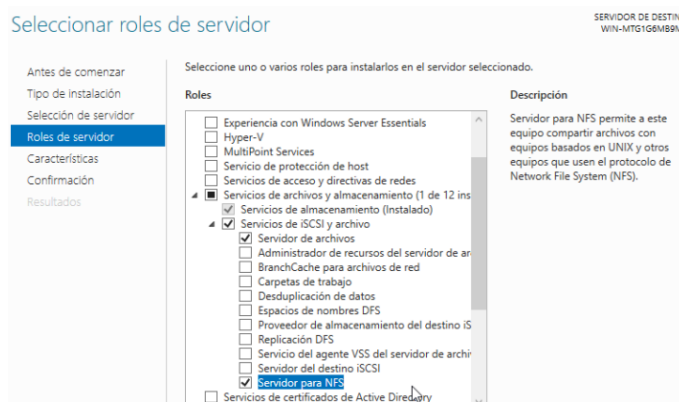 Seleccionar roles de servidor
SERVIDOR DE DESTIN
WIN-MTG1G6MB9M
Antes de comenzar
Tipo de instalación
Selección de servidor
Roles de servidor
Características
Confirmación
Resultados
Seleccione uno o varios roles para instalarlos en el servidor seleccionado.
Roles
Experiencia con Windows Server Essentials
Hyper-V
MultiPoint Services
Servicio de protección de host
Servicios de acceso y directivas de redes
Servicios de archivos y almacenamiento (1 de 12 ins
Servicios de almacenamiento (Instalado)
Servicios de iSCSI y archivo
Servidor de archivos
Administrador de recursos del servidor de ar
BranchCache para archivos de red
Carpetas de trabajo
Desduplicación de datos
Espacios de nombres DFS
Proveedor de almacenamiento del destino iS
Replicación DFS
Servicio del agente VSS del servidor de archi
Servidor del destino iSCSI
Servidor para NFS
Servicios de certificados de Active Directory
Descripción
Servidor para NFS permite a este
equipo compartir archivos con
equipos basados en UNIX y otros
equipos que usen el protocolo de
Network File System (NFS).